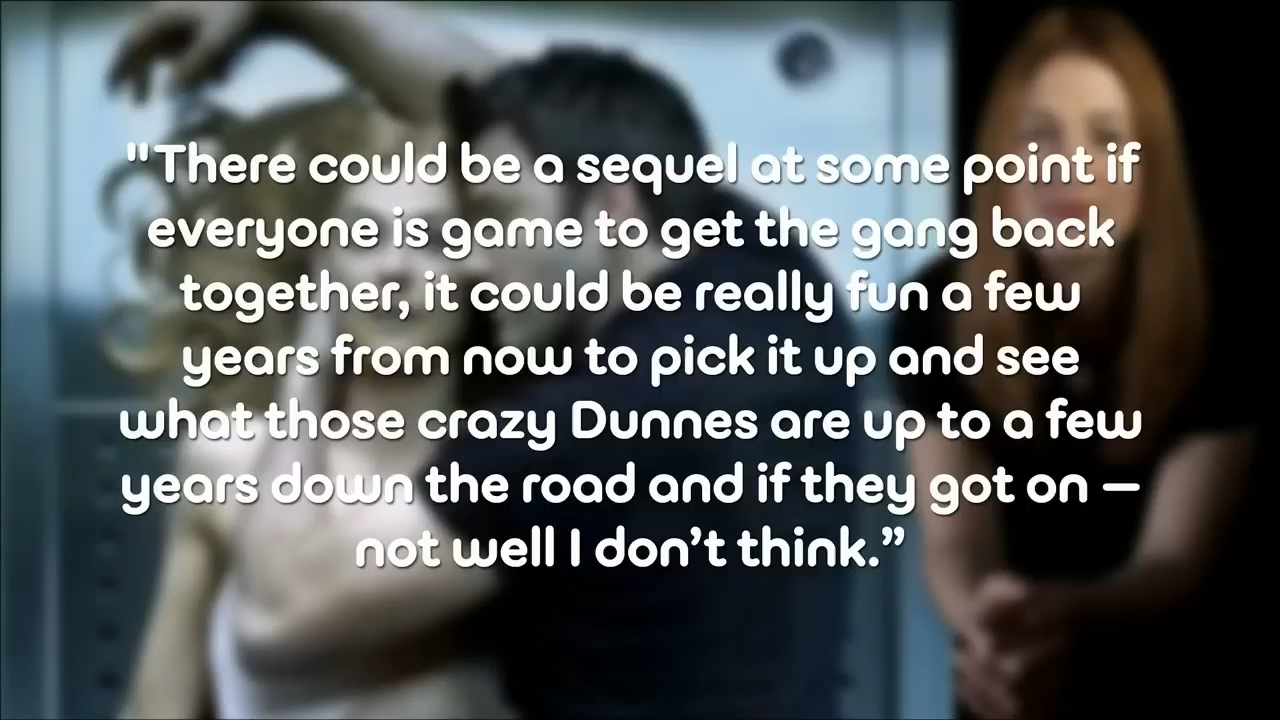 "There could be a sequel at some point if
everyone is game to get the gang back
together, it could be really fun a few
years from now to pick it up and see
what those crazy Dunnes are up to a few
years down the road and if they got on —
not well I don’t think.”